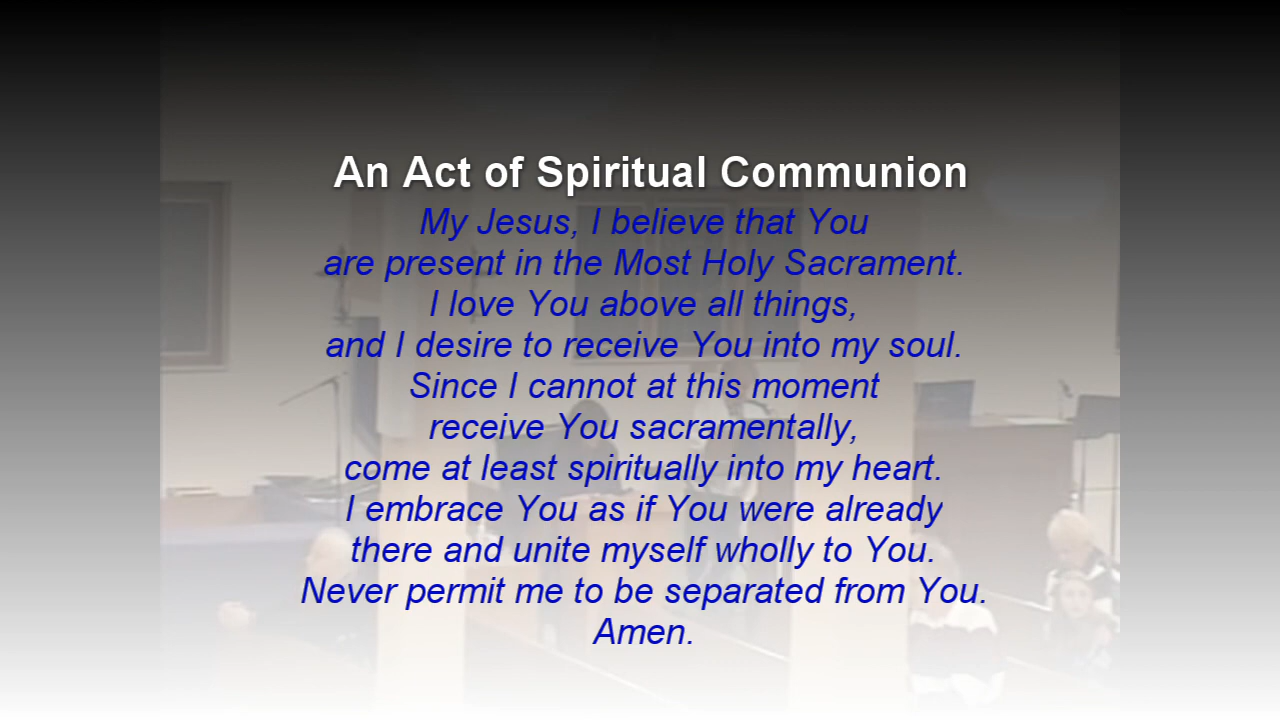 An Act of Spiritual Communion
My Jesus, I believe that You
are present in the Most Holy Sacrament.
I love You above all things,
and I desire to receive You into my soul.
Since I cannot at this moment
receive You sacramentally,
come at least spiritually into my heart.
I embrace You as if You were already
there and unite myself wholly to You.
Never permit me to be separated from You.
Amen.